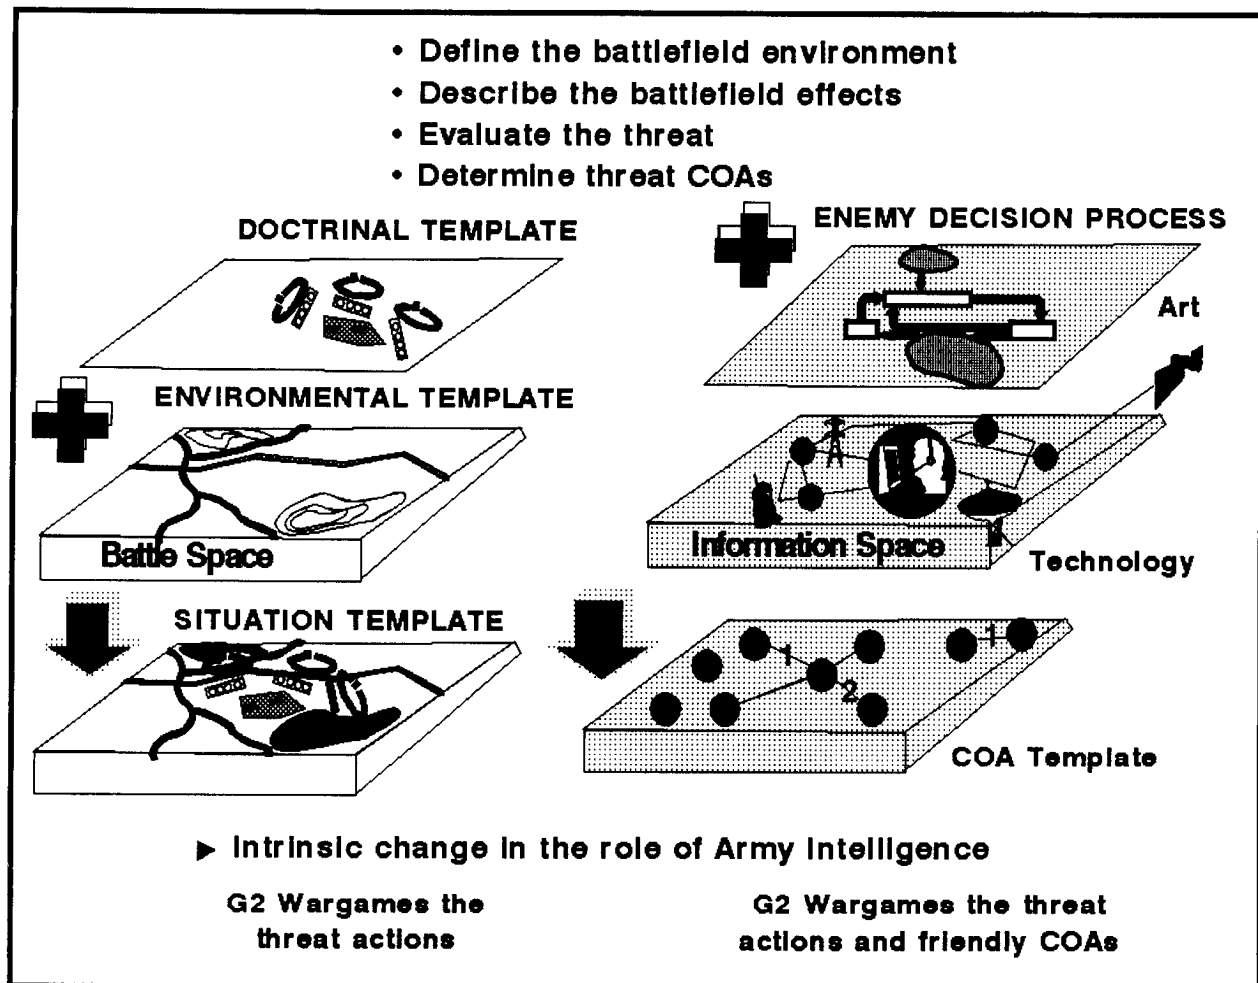 • Define the battlefield environment
• Describe the battlefield effects
• Evaluate the threat
• Determine threat COAs
DOCTRINAL TEMPLATE
ENEMY DECISION PROCESS
Art
ENVIRONMENTAL TEMPLATE
Battle Space
Information Space
Technology
SITUATION TEMPLATE
1
1
2
COA Template
► Intrinsic change in the role of Army Intelligence
G2 Wargames the
threat actions
G2 Wargames the threat
actions and friendly COAs